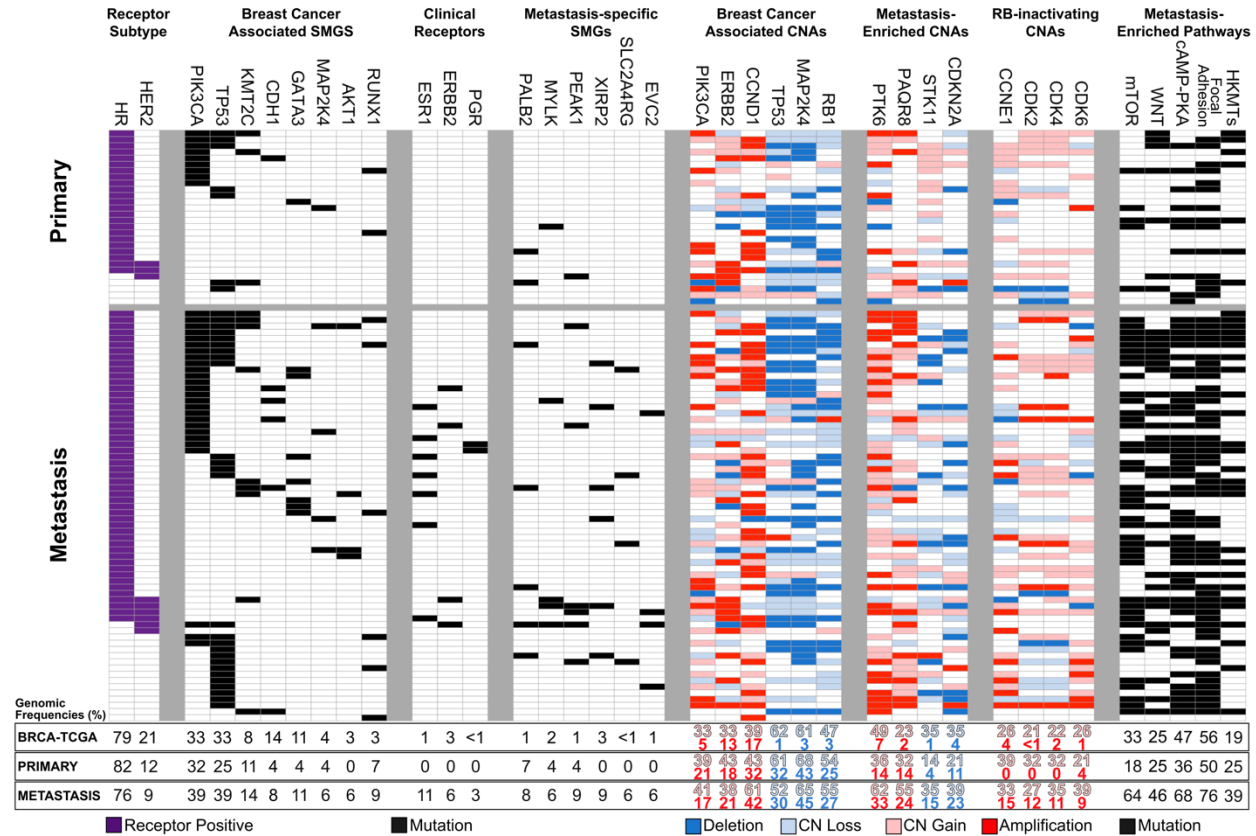 Receptor Subtype
Breast Cancer Associated SMGS
Clinical Receptors
Metastasis-specific SMGs
Breast Cancer Associated CNAs
Metastasis-Enriched CNAs
RB-inactivating CNAs
Metastasis-Enriched Pathways
HR
HER2
PIK3CA
TP53
KMT2C
CDH1
GATA3
MAP2K4
AKT1
RUNX1
ESR1
ERBB2
PGR
PALB2
MYLK
PEAK1
XIRP2
SLC2A4RG
EVC2
PIK3CA
ERBB2
CCND1
TP53
MAP2K4
RB1
PTK6
PAQR8
STK11
CDKN2A
CCNE1
CDK2
CDK4
CDK6
mTOR
WNT
cAMP-PKA
Focal Adhesion
HKMTs
Primary
Metastasis
Genomic Frequencies (%)
BRCA-TCGA 79 21 33 33 8 14 11 4 2 3 1 3 <1 1 2 1 3 <1 1 33 33 39 62 61 47 49 23 35 35 26 21 22 26 33 25 47 56 19
5 13 17 1 3 3 7 2 1 4 4 <1 2 1
PRIMARY 82 12 32 25 11 4 4 4 0 7 0 0 0 7 4 4 0 0 0 39 43 43 61 68 54 36 32 14 21 39 32 32 21 18 25 36 50 25
21 18 32 32 43 25 14 14 4 11 0 0 0 4
METASTASIS 76 9 39 39 14 8 11 6 6 9 11 6 3 8 6 9 9 6 6 41 38 61 52 65 55 62 55 35 39 33 27 35 39 64 46 68 76 39
17 21 42 30 45 27 33 24 15 23 15 12 11 9
Receptor Positive
Mutation
Deletion
CN Loss
CN Gain
Amplification
Mutation